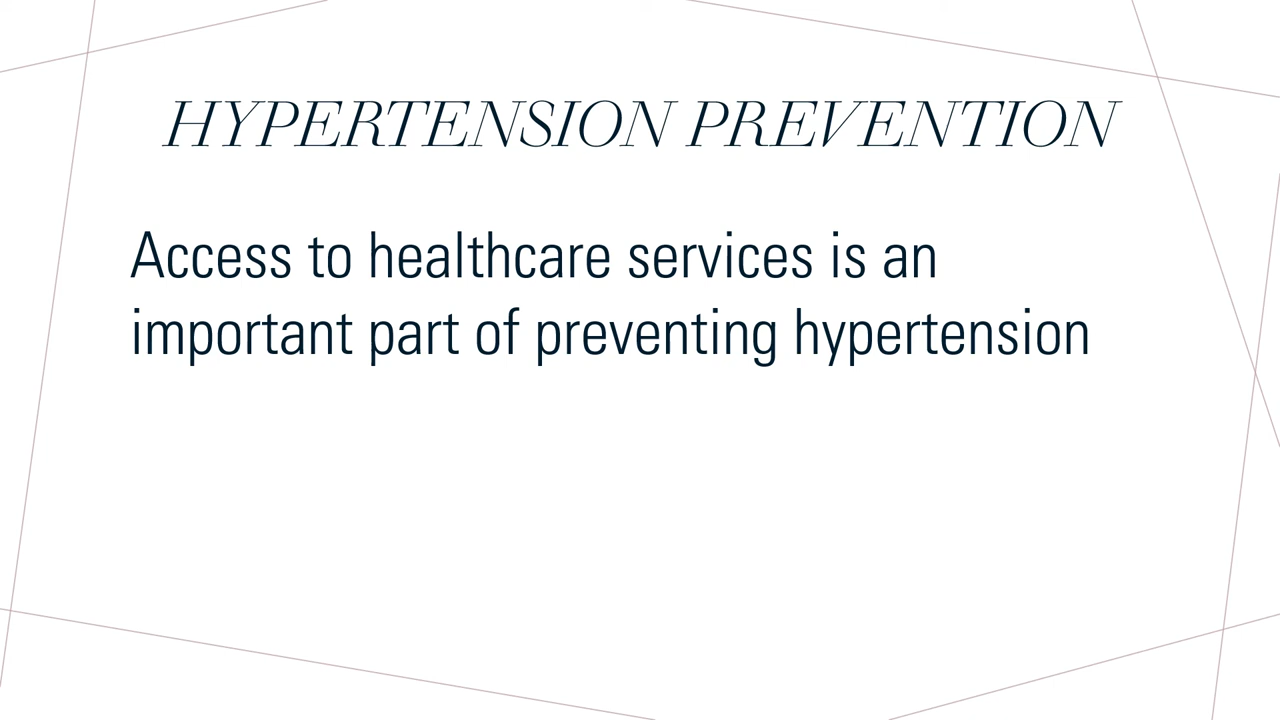 HYPERTENSION PREVENTION
Access to healthcare services is an
important part of preventing hypertension